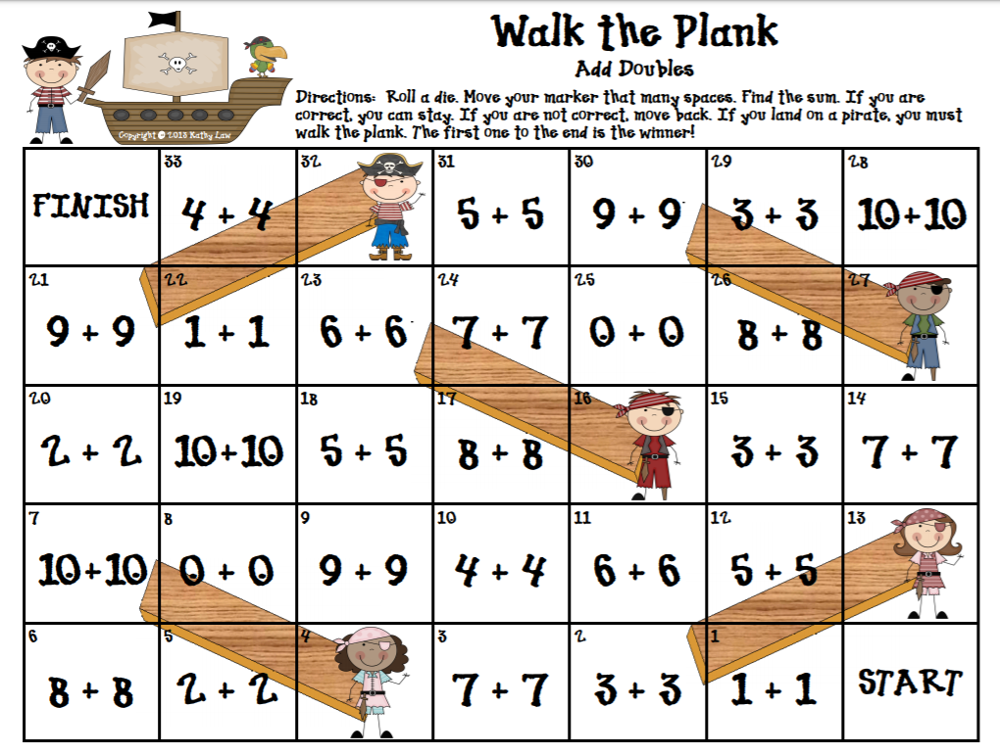 Walk the Plank
Add Doubles
Directions: Roll a die. Move your marker that many spaces. Find the sum. If you are
correct, you can stay. If you are not correct, move back. If you land on a pirate, you must
walk the plank. The first one to the end is the winner!
Copyright © 2013 Kathy Law
33 32 31 30 29 28
FINISH 4 + 4 5 + 5 9 + 9 3 + 3 10+10
21 22 23 24 25 26 27
9 + 9 1 + 1 6 + 6 7 + 7 0 + 0 8 + 8
20 19 18 17 16 15 14
2 + 2 10+10 5 + 5 8 + 8 3 + 3 7 + 7
7 8 9 10 11 12 13
10+10 0 + 0 9 + 9 4 + 4 6 + 6 5 + 5
6 5 4 3 2 1
8 + 8 2 + 2 7 + 7 3 + 3 1 + 1 START